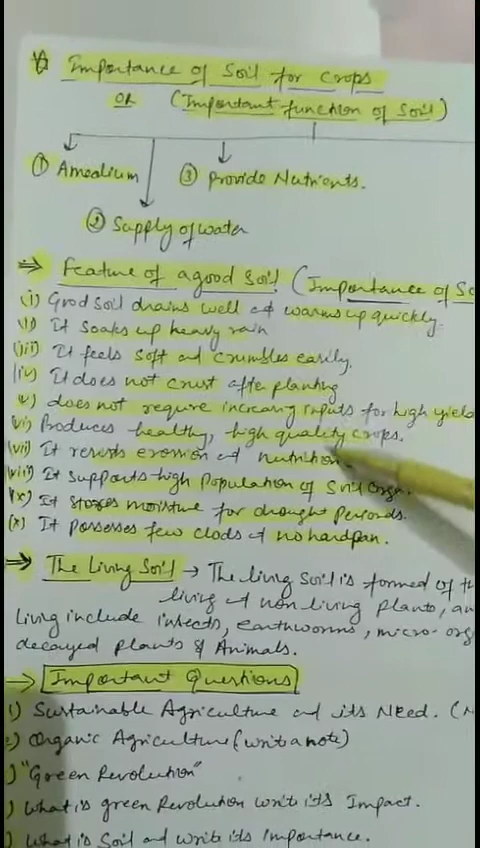 Importance of Soil for Crops
OR (Important function of Soil)
① Amedium ③ Provide Nutrients.
② Supply of water
⇒ Feature of a good Soil (Importance of So
(i) Good soil drains well and warms up quickly.
(ii) It soaks up heavy rain
(iii) It feels soft and crumbles easily.
(iv) It does not crust after planting
(v) does not require increasing inputs for high yield
(vi) Produces healthy, high quality crops.
(vii) It resists erosion and nutrition.
(viii) It supports high population of Soil orga
(ix) It stores moisture for drought periods.
(x) It possesses few clods & no hardpan.
⇒ The Living Soil → The living Soil is formed of th
living and non living plants, an
living include insects, earthworms, micro-org
decayed plants & Animals.
→ Important Questions
1) Sustainable Agriculture and its Need. (N
2) Organic Agriculture (write a note)
) "Green Revolution"
) What is green Revolution write its Impact.
) What is Soil and write its Importance.